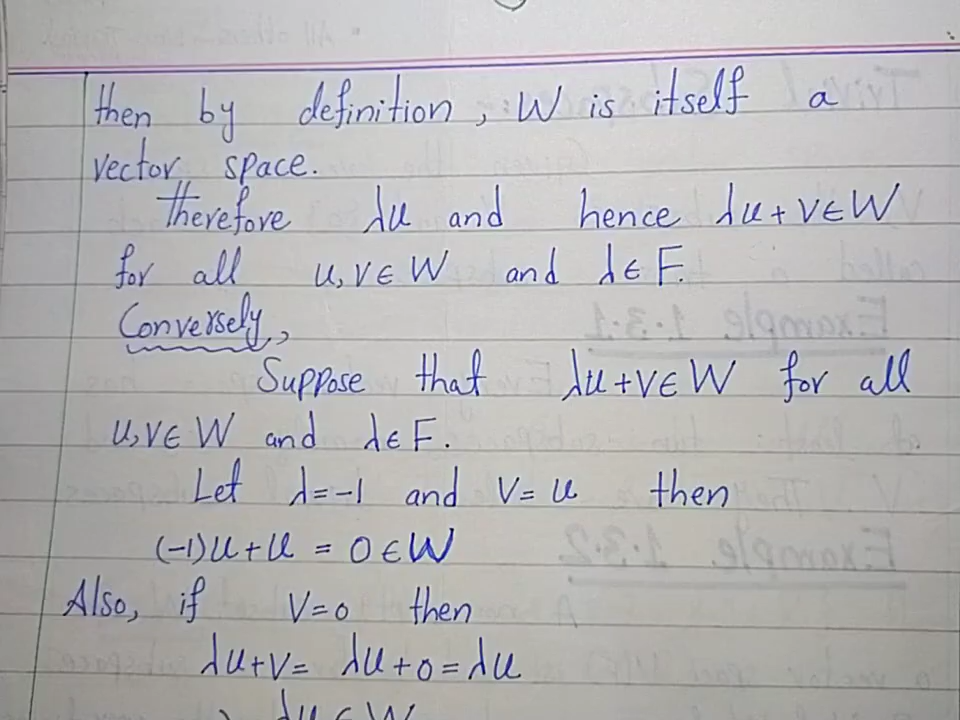 then by definition, W is itself a
vector space.
Therefore λu and hence λu+v∈W
for all u,v∈W and λ∈F.
Conversely,
Suppose that λu+v∈W for all
u,v∈W and λ∈F.
Let λ=-1 and v=u then
(-1)u+u = 0∈W
Also, if v=0 then
λu+v= λu+0=λu
λu∈W